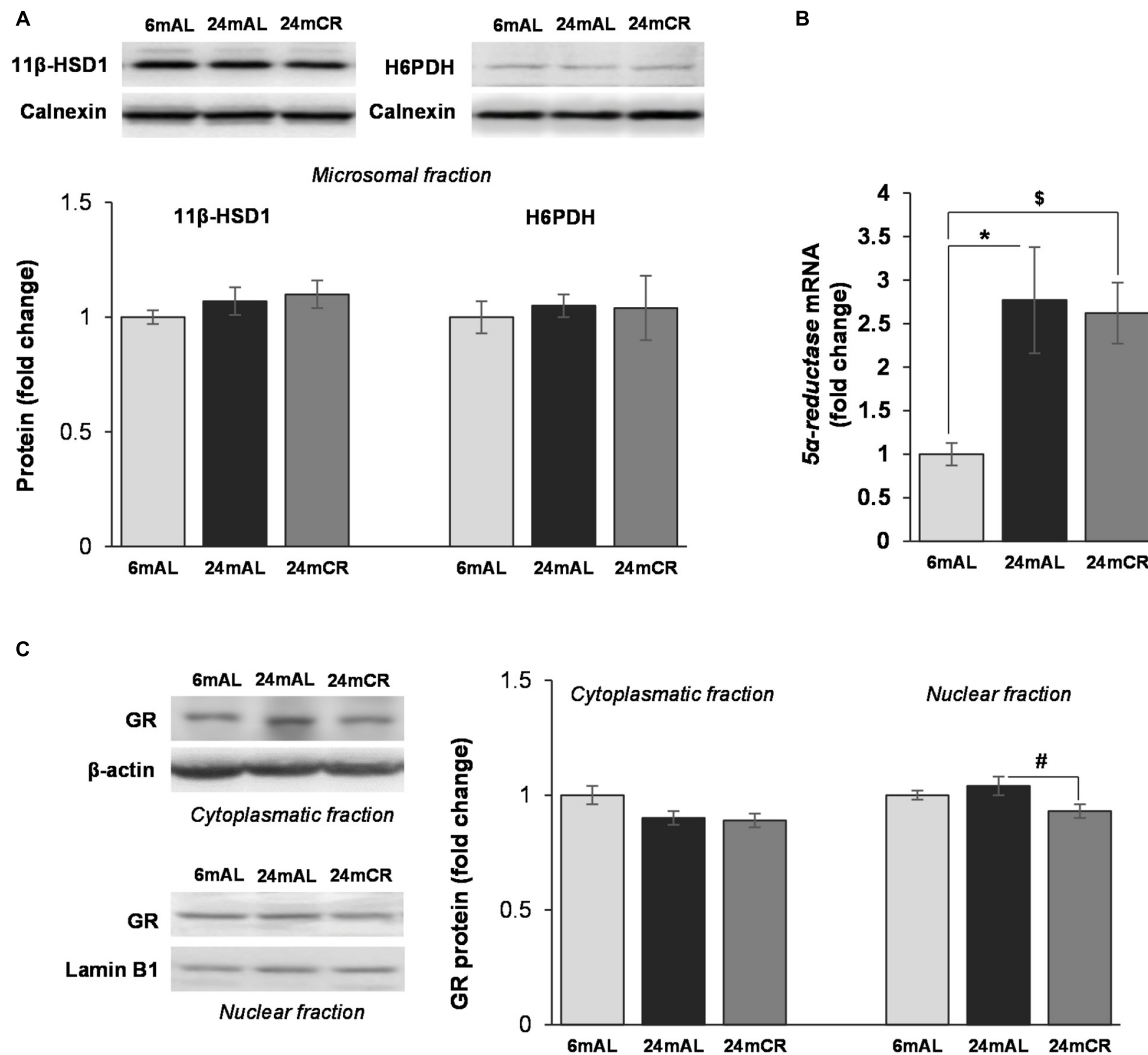 A
6mAL 24mAL 24mCR
11β-HSD1
Calnexin
6mAL 24mAL 24mCR
H6PDH
Calnexin
Microsomal fraction
11β-HSD1 H6PDH
Protein (fold change)
1.5
1
0.5
0
6mAL 24mAL 24mCR 6mAL 24mAL 24mCR
B
5α-reductase mRNA
(fold change)
4
3.5
3
2.5
2
1.5
1
0.5
0
$
*
6mAL 24mAL 24mCR
C
6mAL 24mAL 24mCR
GR
β-actin
Cytoplasmatic fraction
6mAL 24mAL 24mCR
GR
Lamin B1
Nuclear fraction
GR protein (fold change)
1.5
1
0.5
0
Cytoplasmatic fraction Nuclear fraction
#
6mAL 24mAL 24mCR 6mAL 24mAL 24mCR